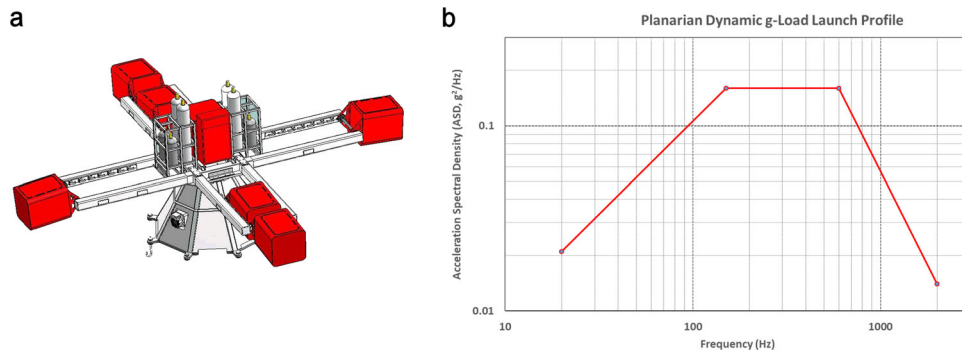 a
b
Planarian Dynamic g-Load Launch Profile
Acceleration Spectral Density (ASD, g²/Hz)
0.1
0.01
10
100
1000
Frequency (Hz)